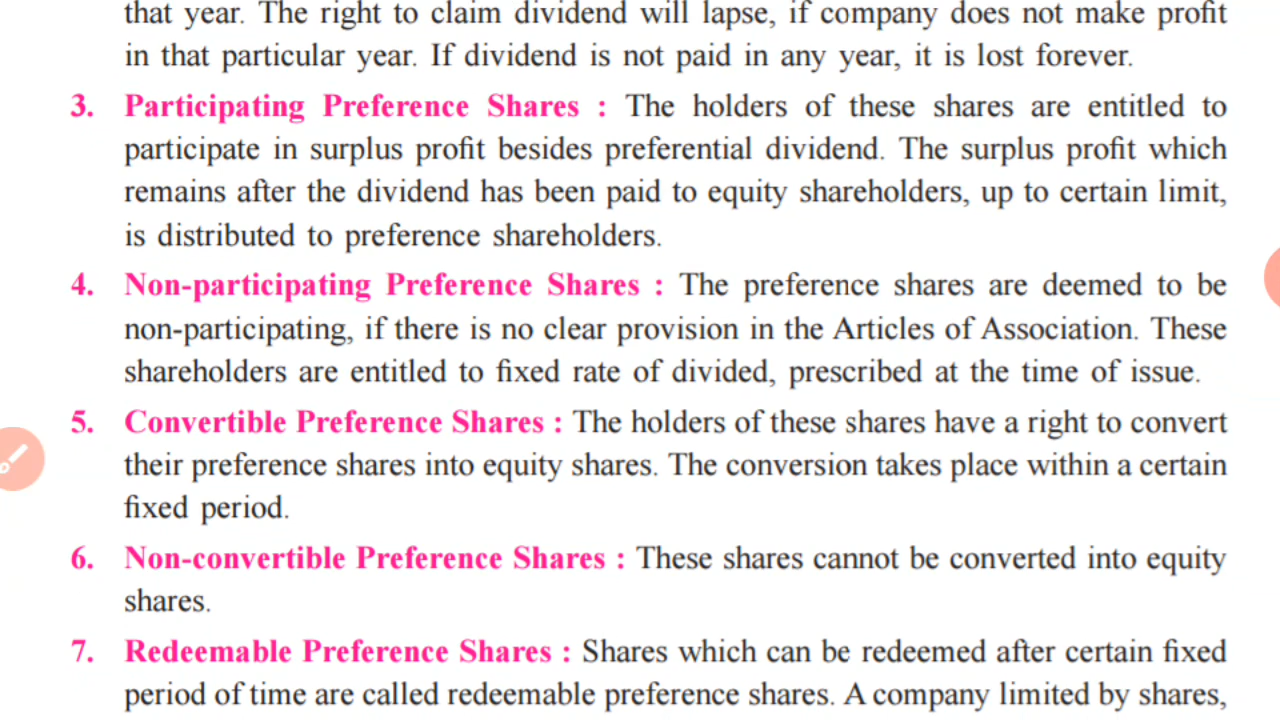 that year. The right to claim dividend will lapse, if company does not make profit
in that particular year. If dividend is not paid in any year, it is lost forever.
3. Participating Preference Shares : The holders of these shares are entitled to
participate in surplus profit besides preferential dividend. The surplus profit which
remains after the dividend has been paid to equity shareholders, up to certain limit,
is distributed to preference shareholders.
4. Non-participating Preference Shares : The preference shares are deemed to be
non-participating, if there is no clear provision in the Articles of Association. These
shareholders are entitled to fixed rate of divided, prescribed at the time of issue.
5. Convertible Preference Shares : The holders of these shares have a right to convert
their preference shares into equity shares. The conversion takes place within a certain
fixed period.
6. Non-convertible Preference Shares : These shares cannot be converted into equity
shares.
7. Redeemable Preference Shares : Shares which can be redeemed after certain fixed
period of time are called redeemable preference shares. A company limited by shares,